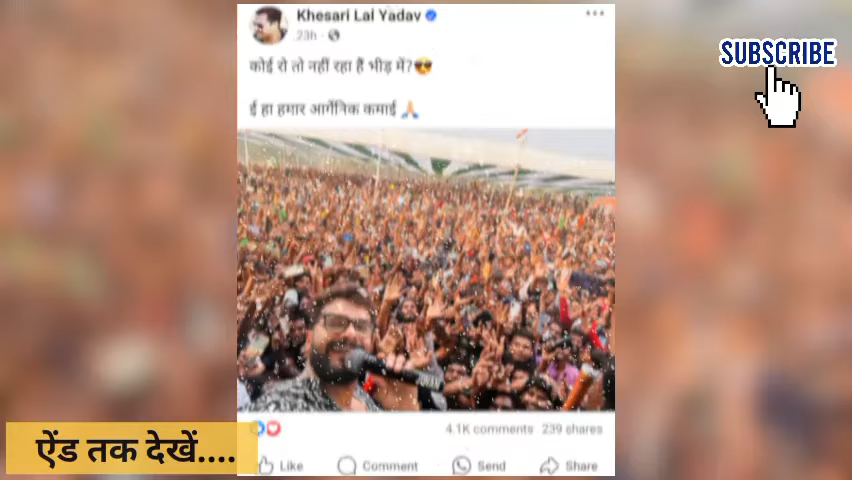 Khesari Lal Yadav
23h
SUBSCRIBE
कोई रो तो नहीं रहा हैं भीड़ में?😎
ई हा हमार आर्गेनिक कमाई 🙏
4.1K comments 239 shares
ऐंड तक देखें....
Like Comment Send Share